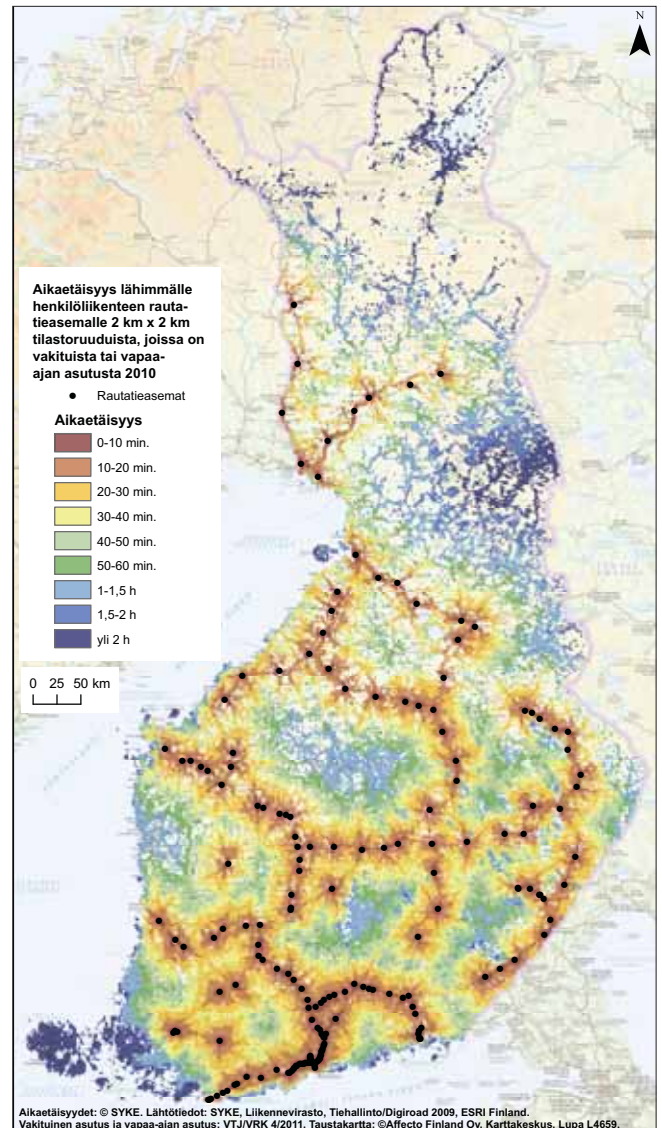 N
Aikaetäisyys lähimmälle
henkilöliikenteen rauta-
tieasemalle 2 km x 2 km
tilastoruuduista, joissa on
vakituista tai vapaa-
ajan asutusta 2010
Rautatieasemat
Aikaetäisyys
0-10 min.
10-20 min.
20-30 min.
30-40 min.
40-50 min.
50-60 min.
1-1,5 h
1,5-2 h
yli 2 h
0 25 50 km
Aikaetäisyydet: © SYKE. Lähtötiedot: SYKE, Liikennevirasto, Tiehallinto/Digiroad 2009, ESRI Finland.
Vakituinen asutus ja vapaa-ajan asutus: VTJ/VRK 4/2011. Taustakartta: ©Affecto Finland Oy, Karttakeskus, Lupa L4659.